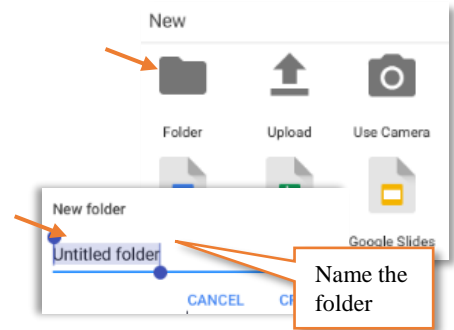 New
Folder Upload Use Camera
New folder
Untitled folder
Google Slides
Name the
folder
CANCEL